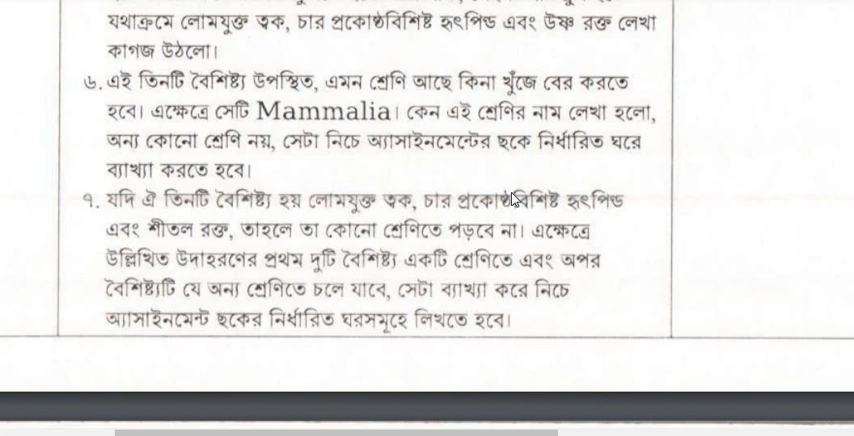 যথাক্রমে লোমযুক্ত ত্বক, চার প্রকোষ্ঠবিশিষ্ট হৃৎপিন্ড এবং উষ্ণ রক্ত লেখা
কাগজ উঠলো।
৬. এই তিনটি বৈশিষ্ট্য উপস্থিত, এমন শ্রেণি আছে কিনা খুঁজে বের করতে
হবে। এক্ষেত্রে সেটি Mammalia। কেন এই শ্রেণির নাম লেখা হলো,
অন্য কোনো শ্রেণি নয়, সেটা নিচে অ্যাসাইনমেন্টের ছকে নির্ধারিত ঘরে
ব্যাখ্যা করতে হবে।
৭. যদি ঐ তিনটি বৈশিষ্ট্য হয় লোমযুক্ত ত্বক, চার প্রকোষ্ঠবিশিষ্ট হৃৎপিন্ড
এবং শীতল রক্ত, তাহলে তা কোনো শ্রেণিতে পড়বে না। এক্ষেত্রে
উল্লিখিত উদাহরণের প্রথম দুটি বৈশিষ্ট্য একটি শ্রেণিতে এবং অপর
বৈশিষ্ট্যটি যে অন্য শ্রেণিতে চলে যাবে, সেটা ব্যাখ্যা করে নিচে
অ্যাসাইনমেন্ট ছকের নির্ধারিত ঘরসমূহে লিখতে হবে।